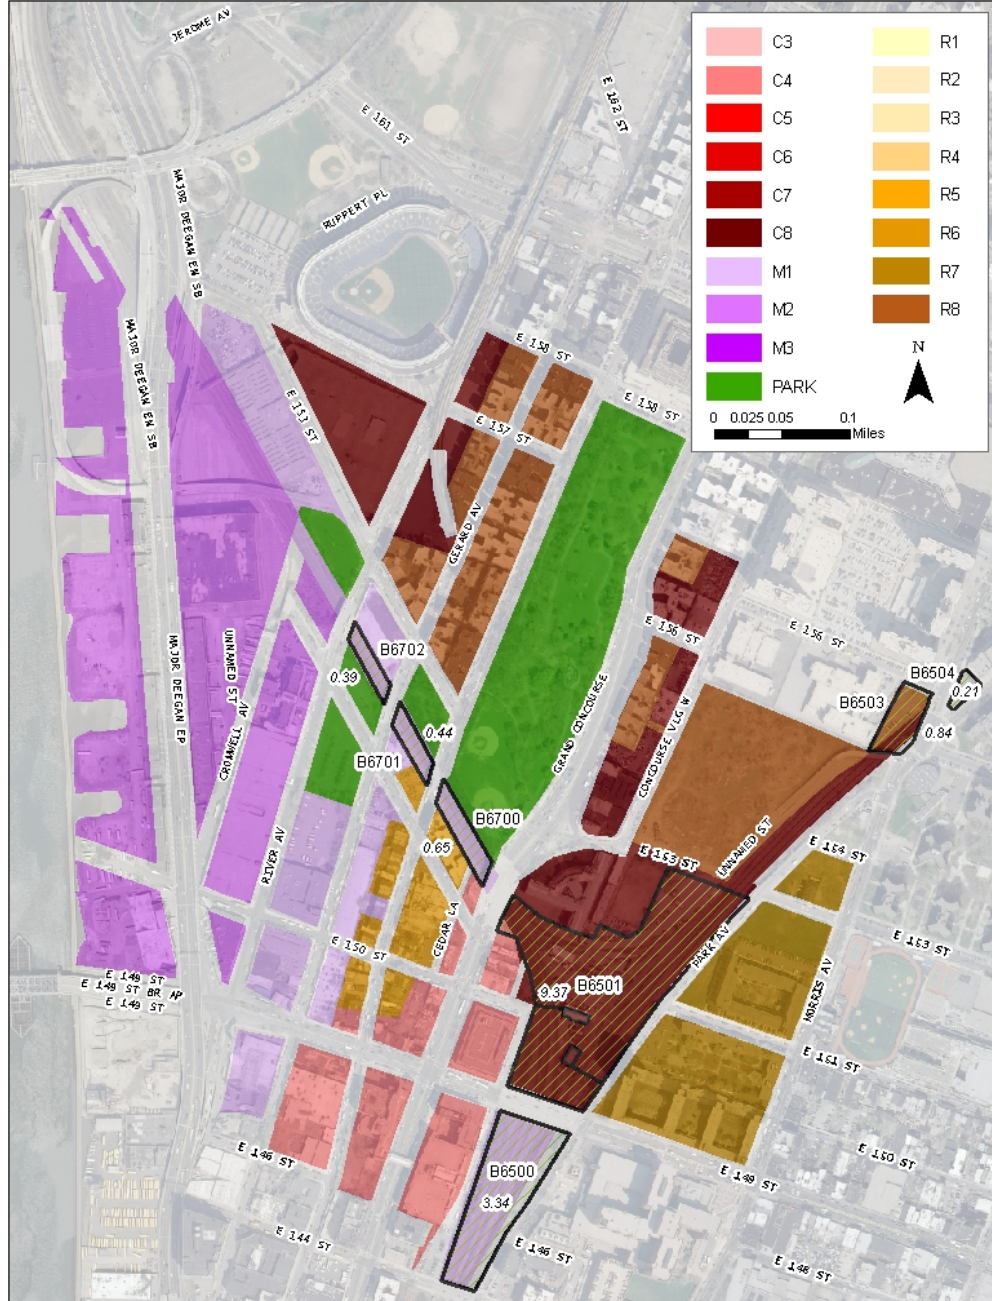 JEROME AV
E 161 ST
E 162 ST
C3
C4
C5
C6
C7
C8
M1
M2
M3
PARK
R1
R2
R3
R4
R5
R6
R7
R8
N
0 0.025 0.05 0.1
Miles
MAJOR DEEGAN EN SB
RUPPERT PL
MAJOR DEEGAN EN SB
E 153 ST
E 158 ST
E 158 ST
E 157 ST
GERARD AV
E 156 ST
E 156 ST
UNNAMED ST
MAJOR DEEGAN EP
CROMWELL AV
B6702
0.39
0.44
B6701
GRAND CONCOURSE
CONCOURSE VLG W
B6504
B6503
0.21
0.84
B6700
0.65
RIVER AV
E 153 ST
UNNAMED ST
E 154 ST
CEDAR LA
E 150 ST
PARK AV
E 153 ST
MORRIS AV
E 149 ST
E 149 ST BR AP
E 149 ST
9.37
B6501
E 151 ST
E 146 ST
B6500
3.34
E 149 ST
E 150 ST
E 144 ST
E 146 ST
E 148 ST